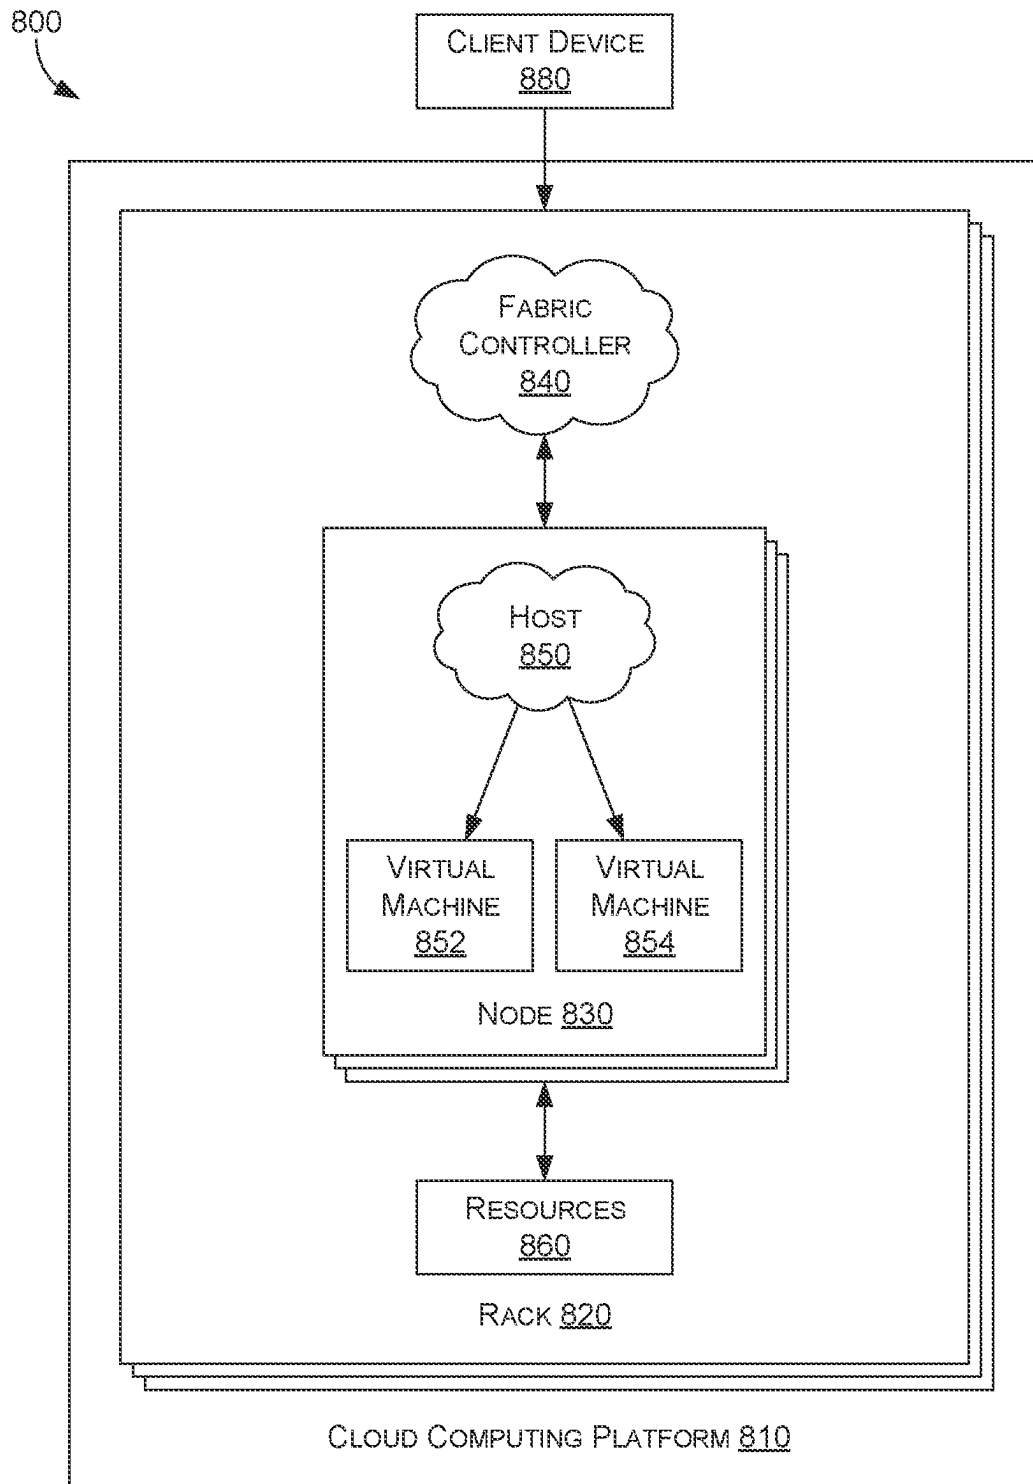 800
CLIENT DEVICE
880
FABRIC
CONTROLLER
840
HOST
850
VIRTUAL
MACHINE
852
VIRTUAL
MACHINE
854
NODE 830
RESOURCES
860
RACK 820
CLOUD COMPUTING PLATFORM 810